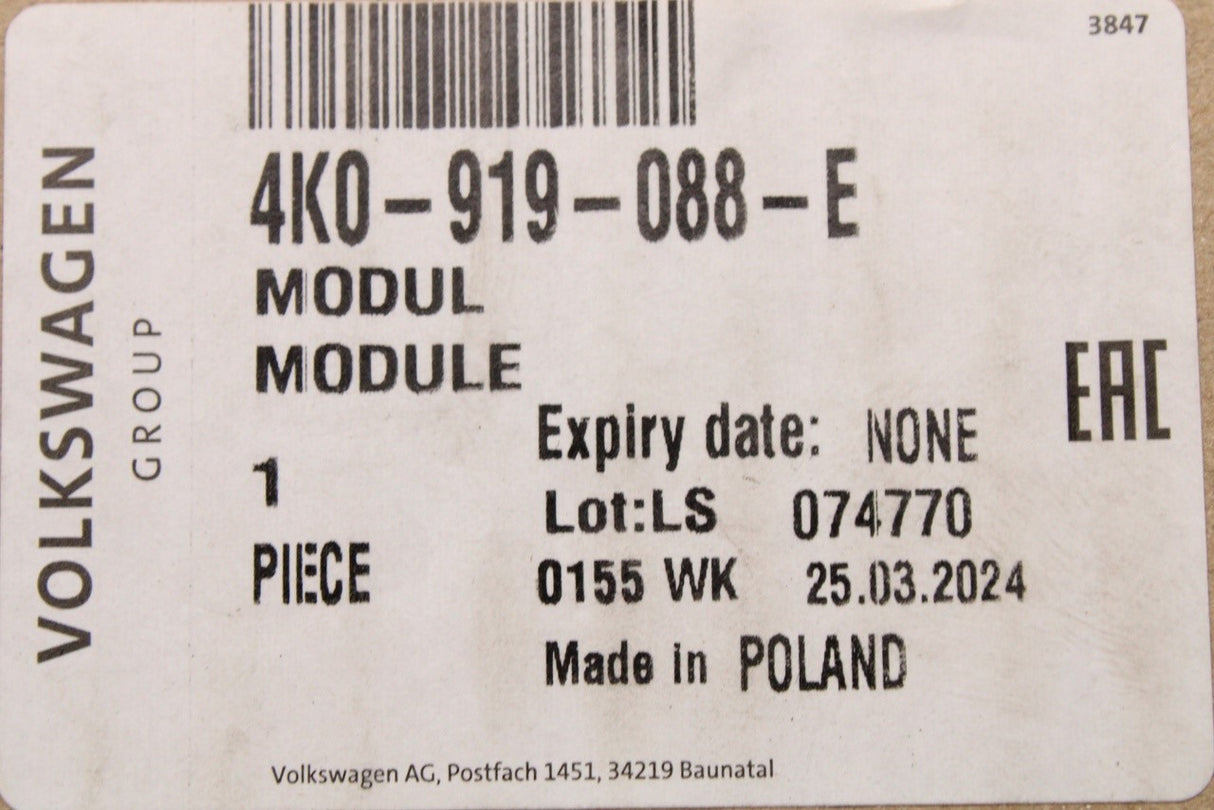 3847
4K0-919-088-E
MODUL
MODULE
EAC
Expiry date: NONE
1
Lot:LS 074770
PIECE
0155 WK 25.03.2024
Made in POLAND
Volkswagen AG, Postfach 1451, 34219 Baunatal
VOLKSWAGEN
GROUP